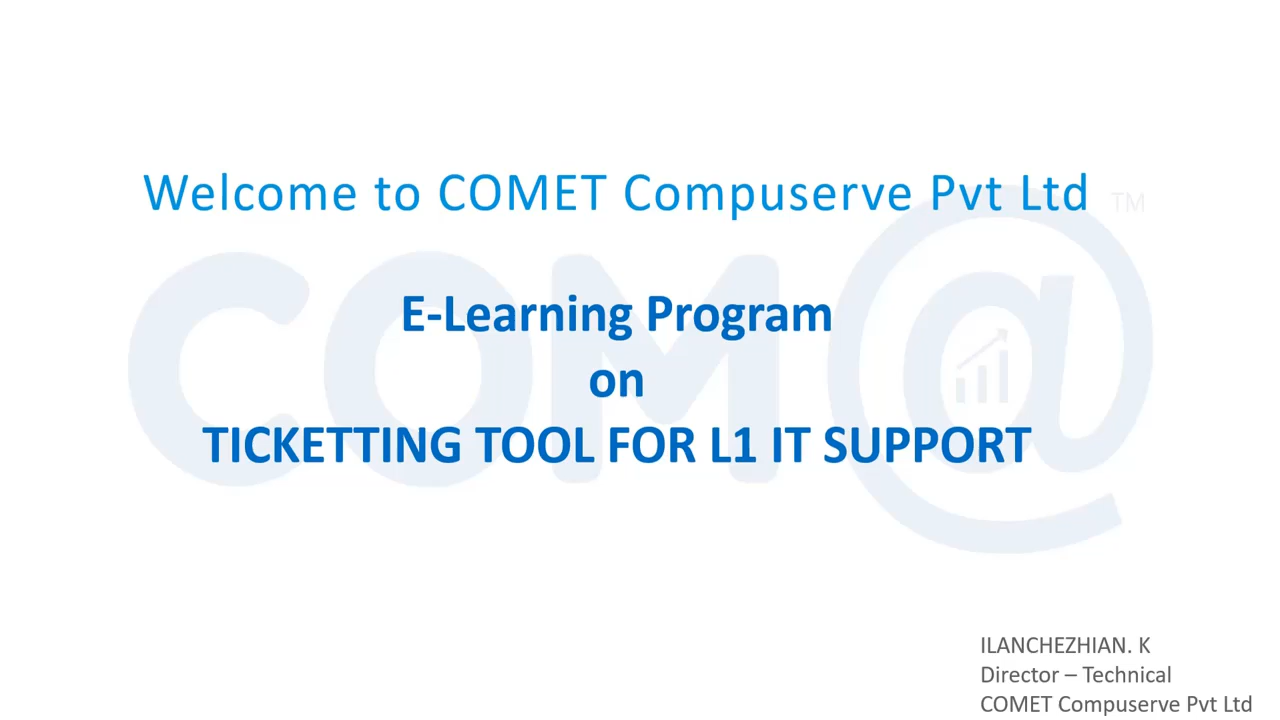 Welcome to COMET Compuserve Pvt Ltd
TM
COM@
E-Learning Program
on
TICKETTING TOOL FOR L1 IT SUPPORT
ILANCHEZHIAN. K
Director – Technical
COMET Compuserve Pvt Ltd